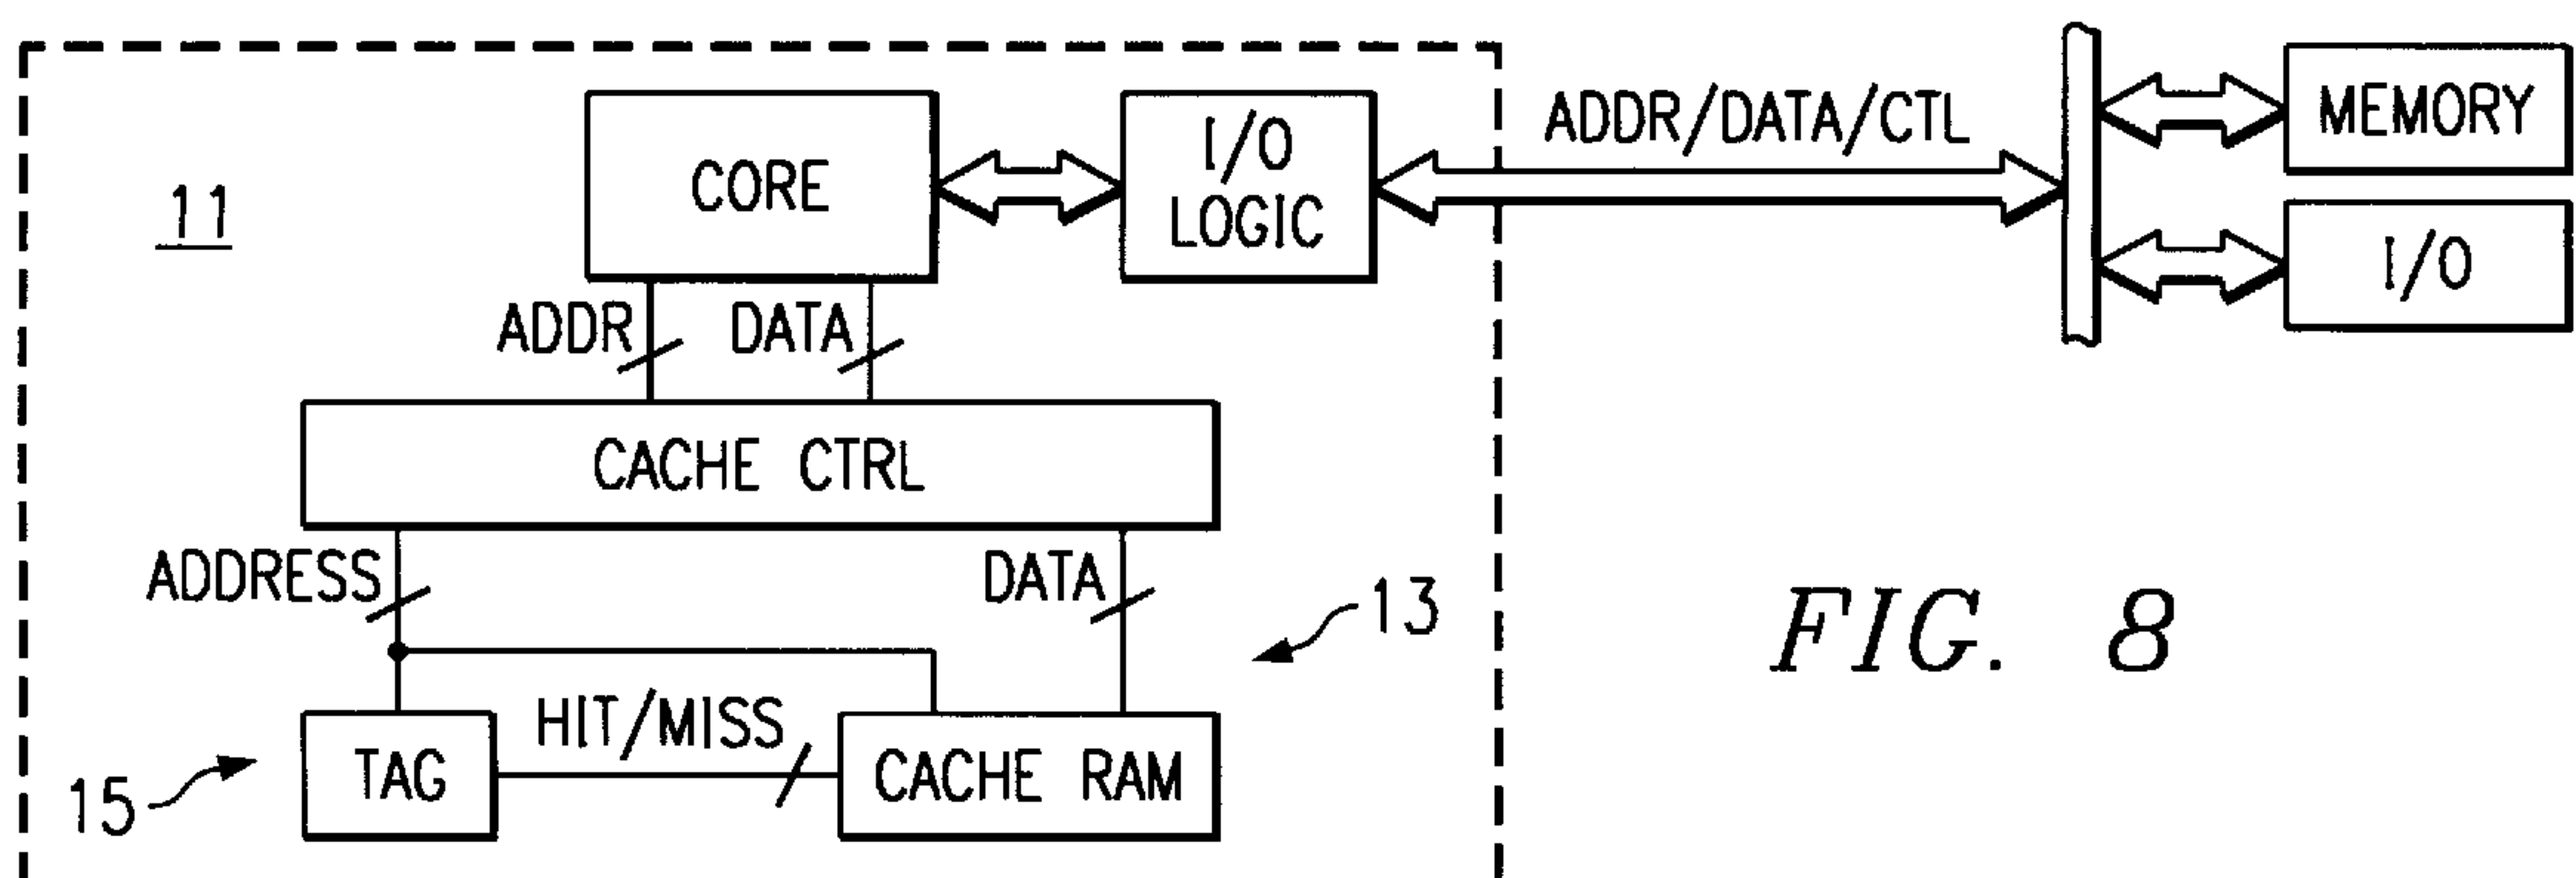 11
CORE
I/O
LOGIC
ADDR/DATA/CTL
MEMORY
I/O
ADDR
DATA
CACHE CTRL
ADDRESS
DATA
13
FIG. 8
HIT/MISS
15
TAG
CACHE RAM